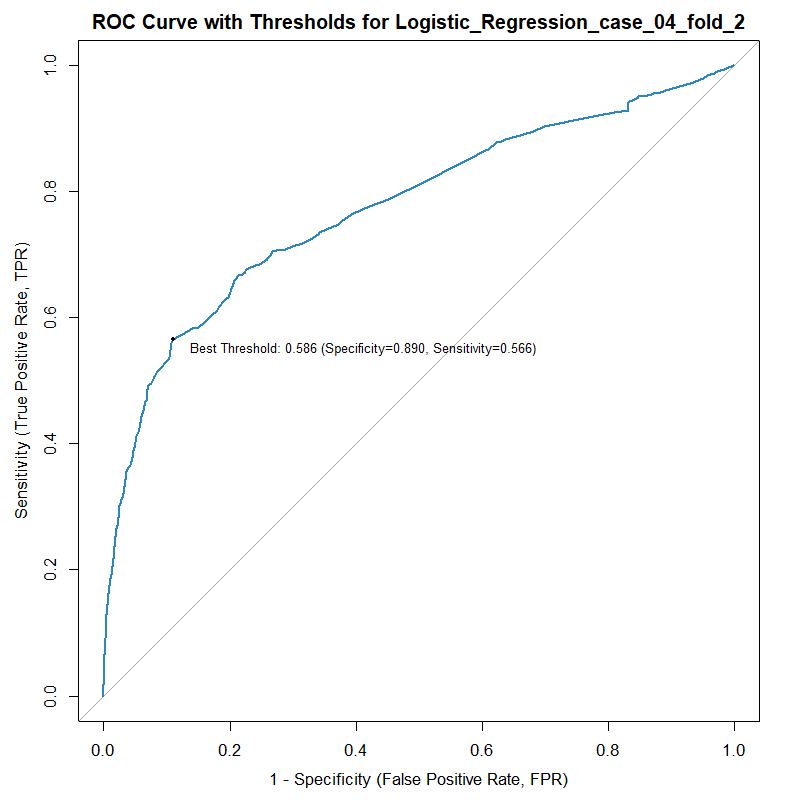 ROC Curve with Thresholds for Logistic_Regression_case_04_fold_2
Sensitivity (True Positive Rate, TPR)
1.0
0.8
0.6
0.4
0.2
0.0
Best Threshold: 0.586 (Specificity=0.890, Sensitivity=0.566)
0.0 0.2 0.4 0.6 0.8 1.0
1 - Specificity (False Positive Rate, FPR)